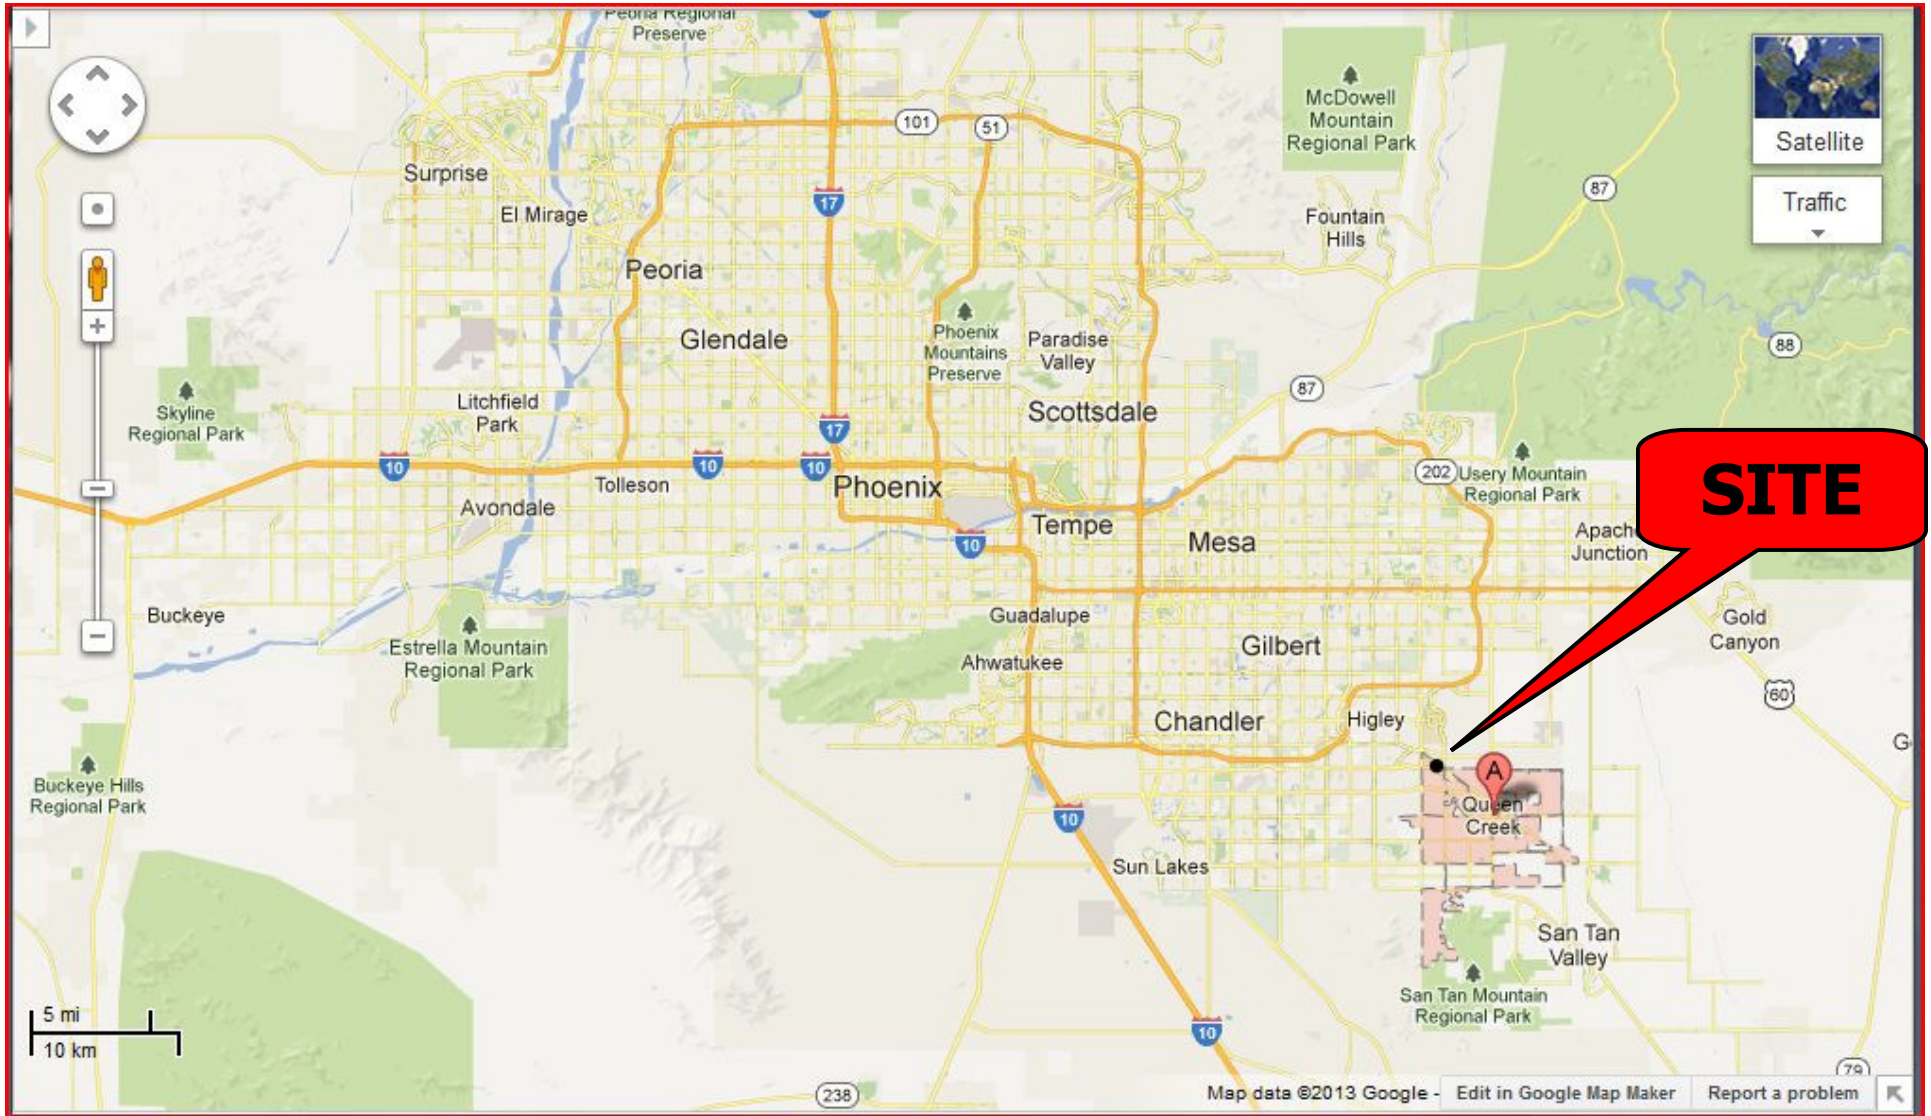 Peoria Regional
Preserve
101
51
McDowell
Mountain
Regional Park
Satellite
Surprise
17
87
Traffic
El Mirage
Fountain
Hills
Peoria
Glendale
Phoenix
Mountains
Preserve
Paradise
Valley
88
87
Skyline
Regional Park
Litchfield
Park
Scottsdale
17
10
10
10
202
Usery Mountain
Regional Park
SITE
Tolleson
Phoenix
Avondale
Tempe
10
Mesa
Junction
Buckeye
Guadalupe
Gold
Canyon
Estrella Mountain
Regional Park
Gilbert
Ahwatukee
60
Chandler
Higley
Buckeye Hills
Regional Park
A
Queen
Creek
10
Sun Lakes
San Tan
Valley
San Tan Mountain
Regional Park
5 mi
10 km
10
79
238
Map data ©2013 Google -
Edit in Google Map Maker
Report a problem